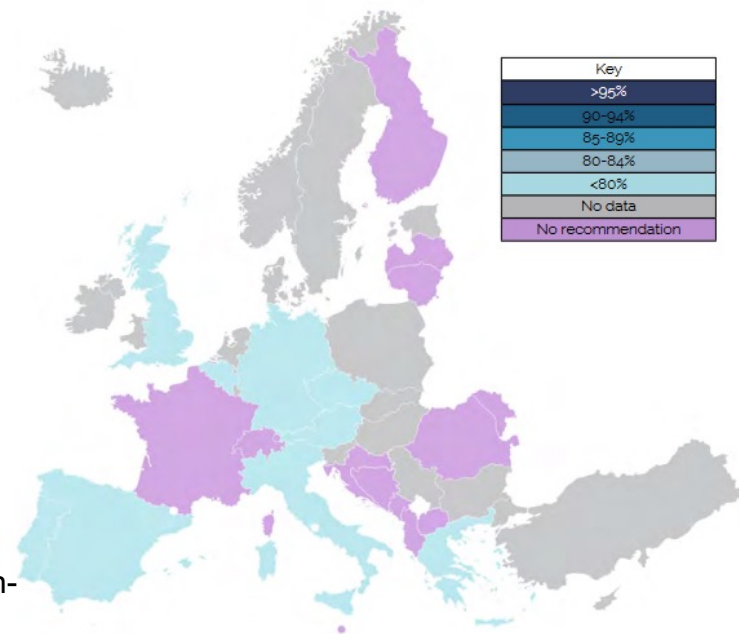 Key
>95%
90-94%
85-89%
80-84%
<80%
No data
No recommendation
n-